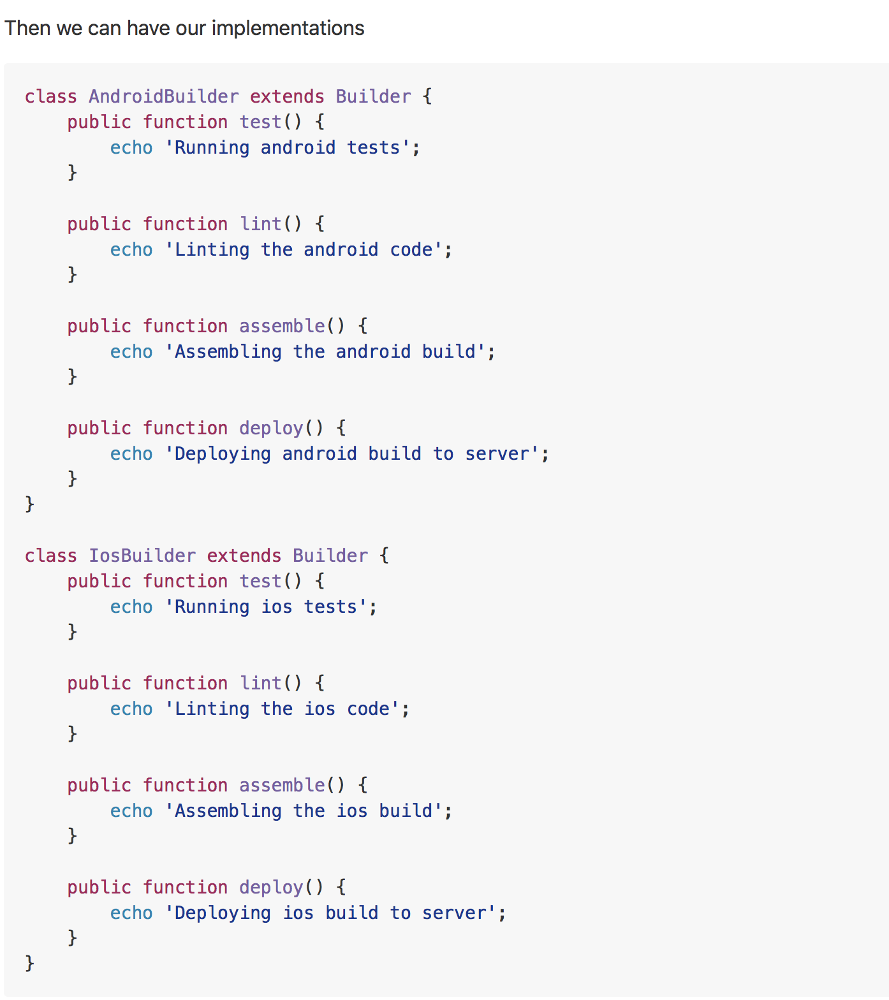 Then we can have our implementations
class AndroidBuilder extends Builder {
    public function test() {
        echo 'Running android tests';
    }

    public function lint() {
        echo 'Linting the android code';
    }

    public function assemble() {
        echo 'Assembling the android build';
    }

    public function deploy() {
        echo 'Deploying android build to server';
    }
}

class IosBuilder extends Builder {
    public function test() {
        echo 'Running ios tests';
    }

    public function lint() {
        echo 'Linting the ios code';
    }

    public function assemble() {
        echo 'Assembling the ios build';
    }

    public function deploy() {
        echo 'Deploying ios build to server';
    }
}